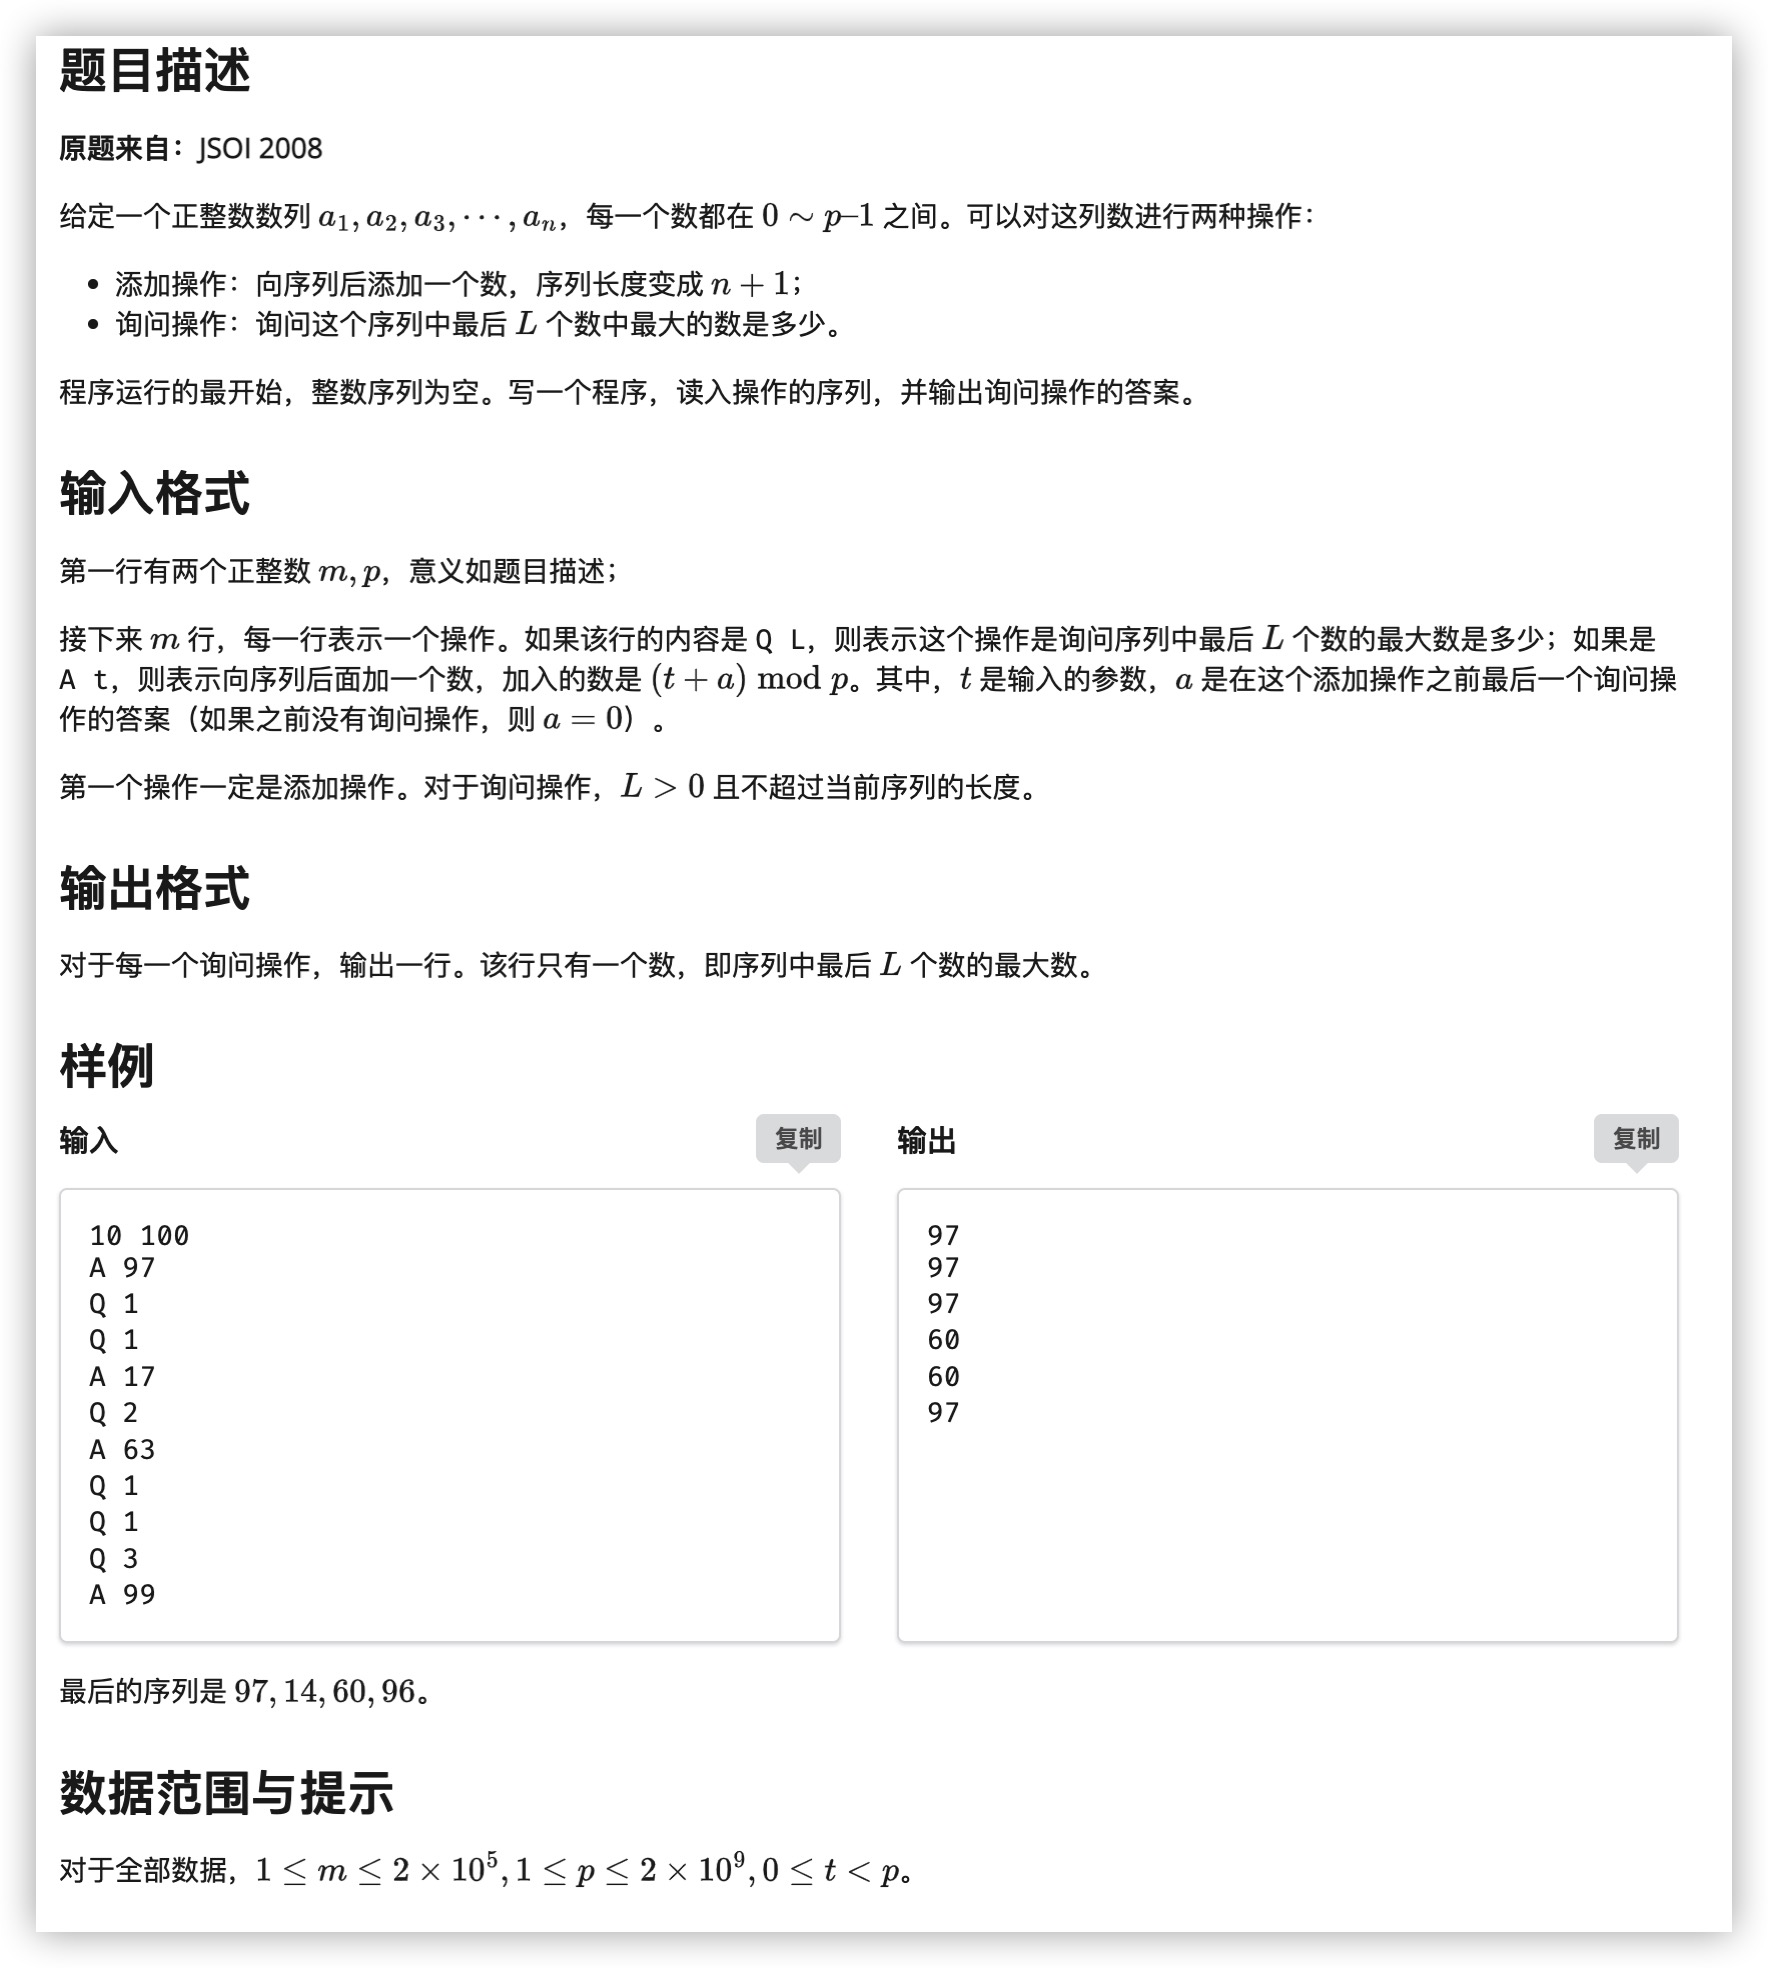 题目描述
原题来自：JSOI 2008
给定一个正整数数列 a₁, a₂, a₃, ⋯, aₙ，每一个数都在 0 ∼ p–1 之间。可以对这列数进行两种操作：
• 添加操作：向序列后添加一个数，序列长度变成 n + 1；
• 询问操作：询问这个序列中最后 L 个数中最大的数是多少。
程序运行的最开始，整数序列为空。写一个程序，读入操作的序列，并输出询问操作的答案。
输入格式
第一行有两个正整数 m, p，意义如题目描述；
接下来 m 行，每一行表示一个操作。如果该行的内容是 Q L，则表示这个操作是询问序列中最后 L 个数的最大数是多少；如果是
A t，则表示向序列后面加一个数，加入的数是 (t + a) mod p。其中，t 是输入的参数，a 是在这个添加操作之前最后一个询问操
作的答案（如果之前没有询问操作，则 a = 0）。
第一个操作一定是添加操作。对于询问操作，L > 0 且不超过当前序列的长度。
输出格式
对于每一个询问操作，输出一行。该行只有一个数，即序列中最后 L 个数的最大数。
样例
输入
复制
10 100
A 97
Q 1
Q 1
A 17
Q 2
A 63
Q 1
Q 1
Q 3
A 99
输出
复制
97
97
97
60
60
97
最后的序列是 97, 14, 60, 96。
数据范围与提示
对于全部数据，1 ≤ m ≤ 2 × 10⁵, 1 ≤ p ≤ 2 × 10⁹, 0 ≤ t < p。